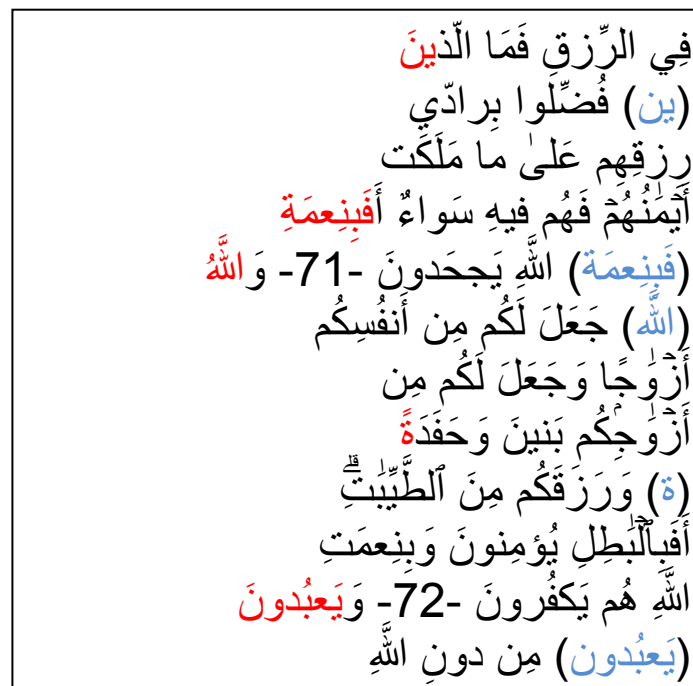 فِي الرِّزقِ فَمَا الَّذينَ
(ين) فُضِّلوا بِرادّي
رِزقِهِم عَلىٰ ما مَلَكَت
أَيۡمَٰنُهُمۡ فَهُم فيهِ سَواءٌ أَفَبِنِعمَةِ
(فَبِنِعمَة) اللَّهِ يَجحَدونَ -71- وَاللَّهُ
(اللَّه) جَعَلَ لَكُم مِن أَنفُسِكُم
أَزۡوَٰجًا وَجَعَلَ لَكُم مِن
أَزۡوَٰجِكُم بَنينَ وَحَفَدَةً
(ة) وَرَزَقَكُم مِنَ ٱلطَّيِّبَٰتِۚ
أَفَبِٱلۡبَٰطِلِ يُؤمِنونَ وَبِنِعمَتِ
اللَّهِ هُم يَكفُرونَ -72- وَيَعبُدونَ
(يَعبُدون) مِن دونِ اللَّهِ